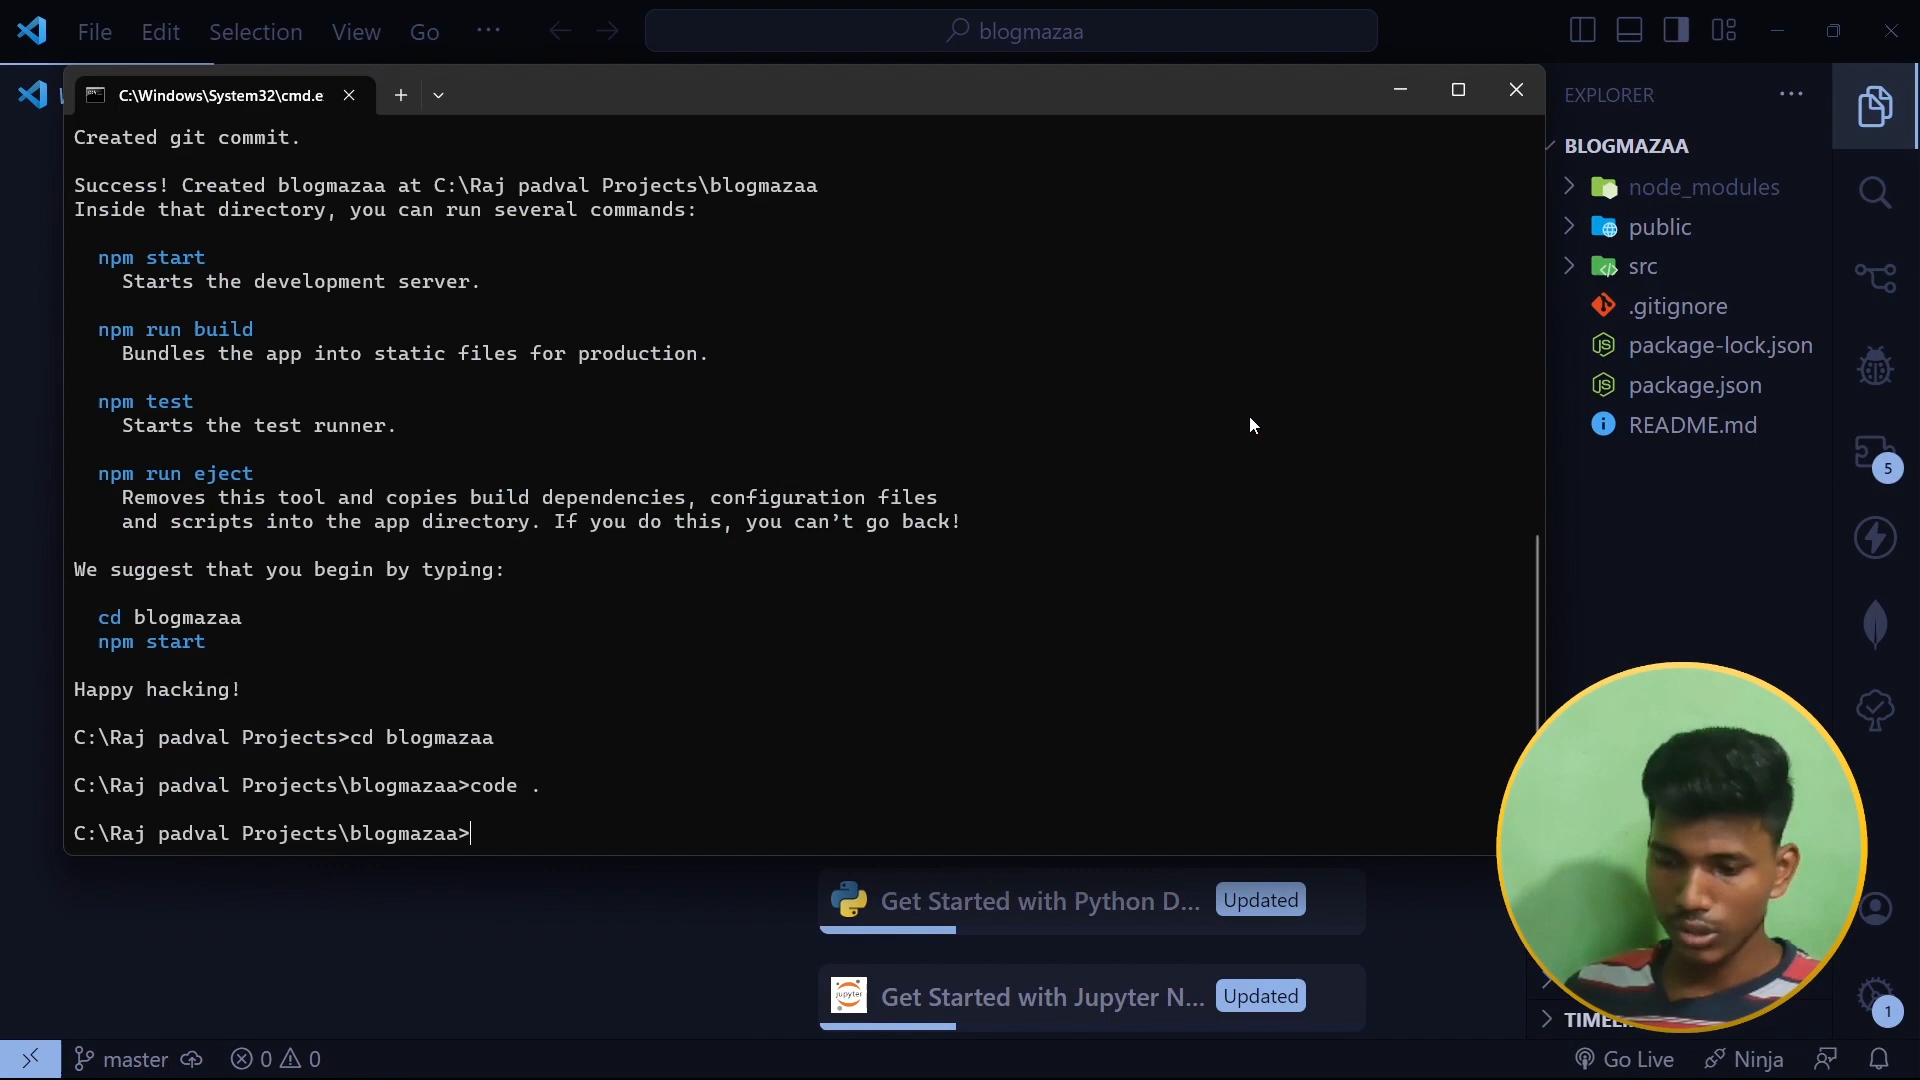 File Edit Selection View Go ··· blogmazaa
C:\Windows\System32\cmd.e
Created git commit.
Success! Created blogmazaa at C:\Raj padval Projects\blogmazaa
Inside that directory, you can run several commands:
npm start
Starts the development server.
npm run build
Bundles the app into static files for production.
npm test
Starts the test runner.
npm run eject
Removes this tool and copies build dependencies, configuration files
and scripts into the app directory. If you do this, you can’t go back!
We suggest that you begin by typing:
cd blogmazaa
npm start
Happy hacking!
C:\Raj padval Projects>cd blogmazaa
C:\Raj padval Projects\blogmazaa>code .
C:\Raj padval Projects\blogmazaa>
EXPLORER
BLOGMAZAA
node_modules
public
src
.gitignore
package-lock.json
package.json
README.md
5
Get Started with Python D... Updated
Get Started with Jupyter N... Updated
1
master 0 0
Go Live Ninja